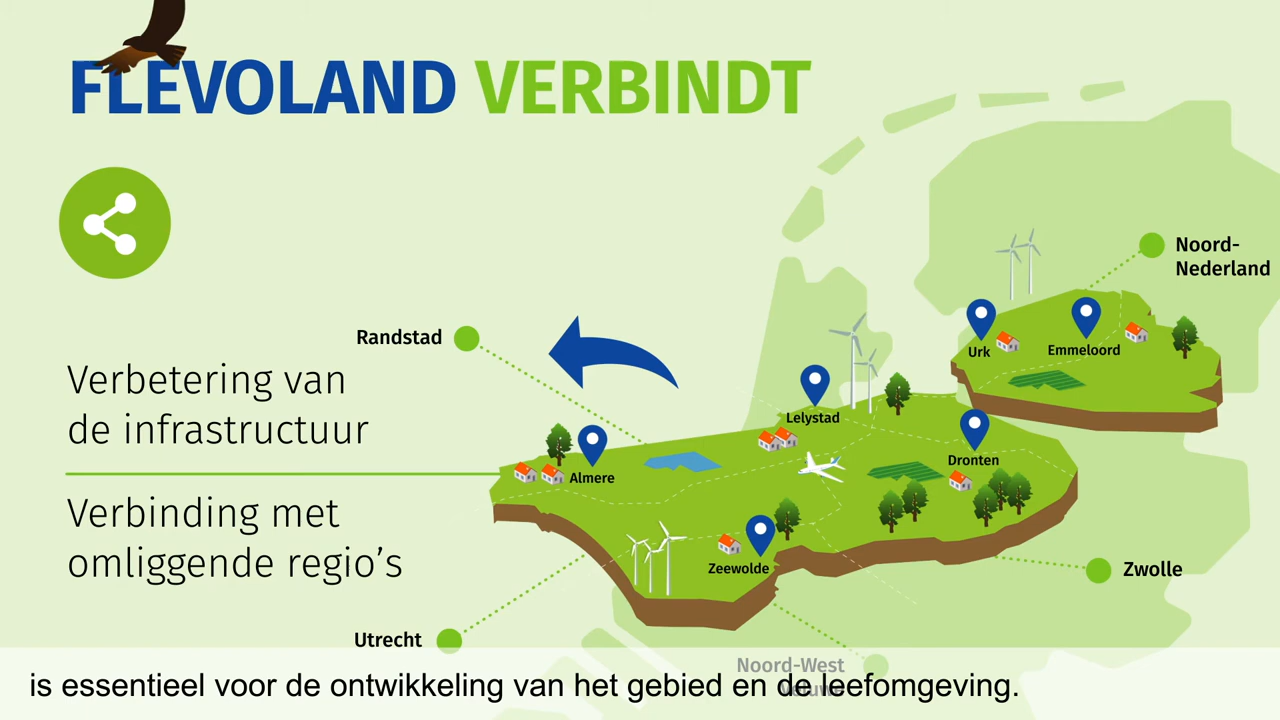 FLEVOLAND VERBINDT
Noord-
Nederland
Randstad
Urk
Emmeloord
Verbetering van
de infrastructuur
Lelystad
Dronten
Almere
Verbinding met
omliggende regio's
Zeewolde
Zwolle
Utrecht
Noord-West
Veluwe
is essentieel voor de ontwikkeling van het gebied en de leefomgeving.